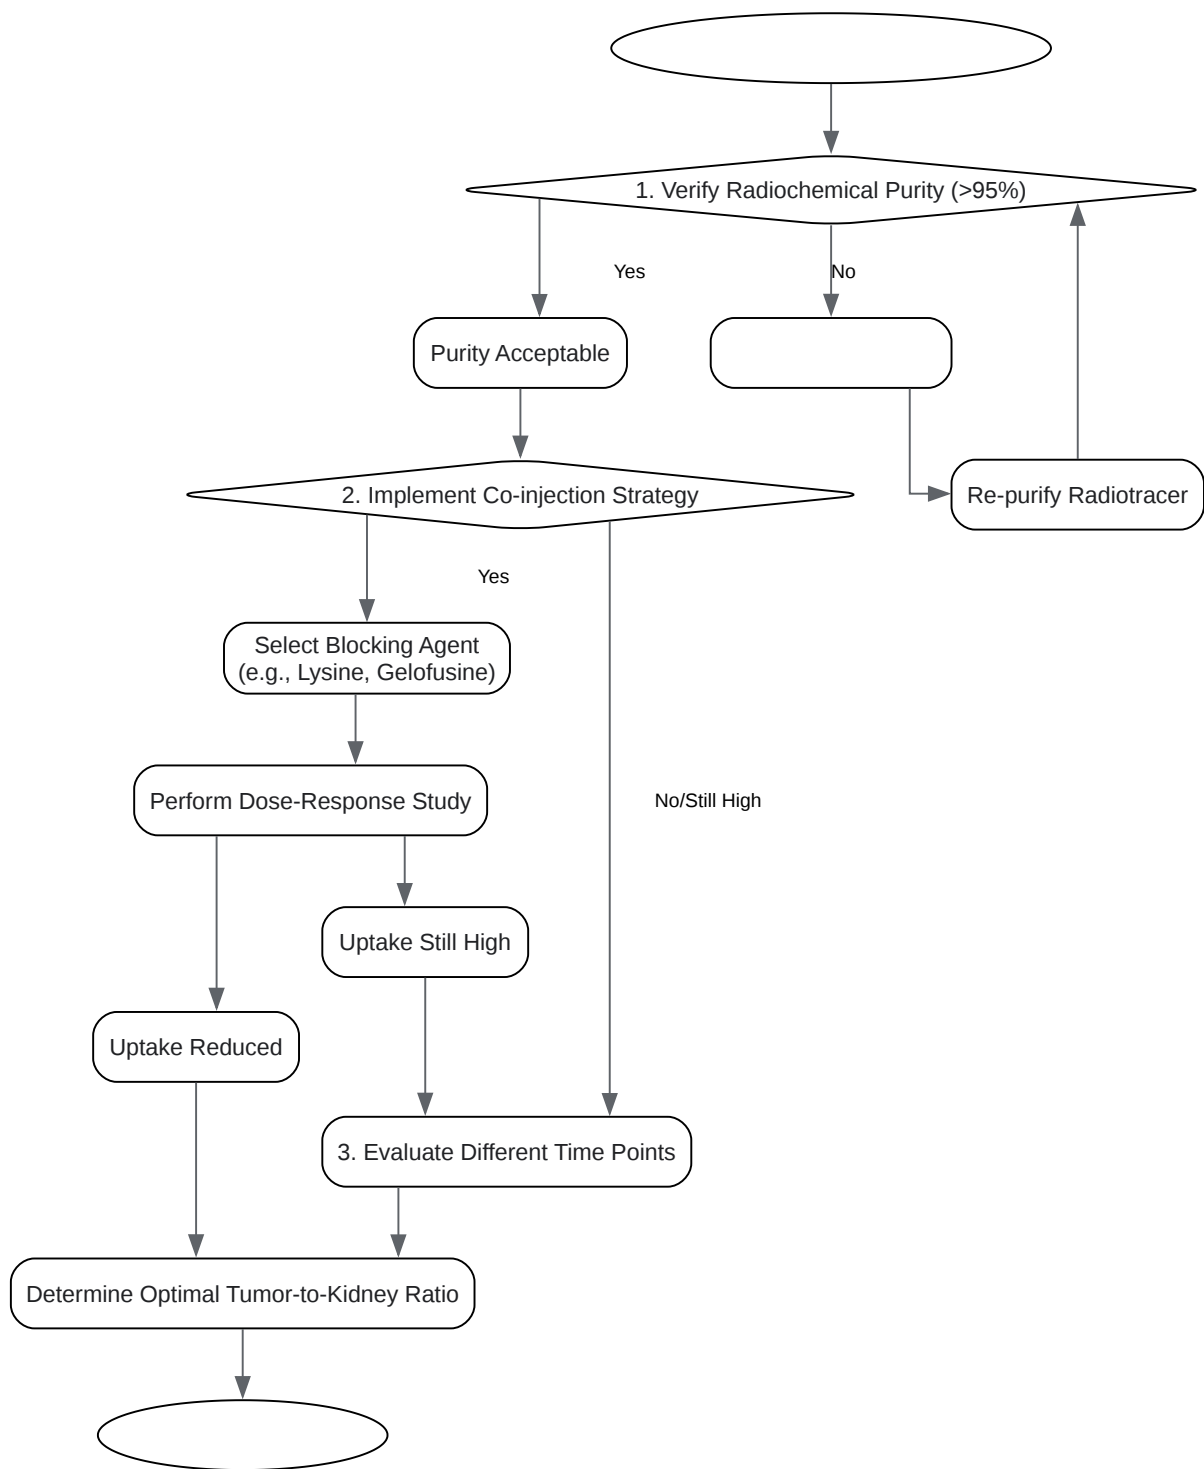 1. Verify Radiochemical Purity (>95%)
Yes
No
Purity Acceptable
2. Implement Co-injection Strategy
Re-purify Radiotracer
Yes
Select Blocking Agent
(e.g., Lysine, Gelofusine)
Perform Dose-Response Study
No/Still High
Uptake Still High
Uptake Reduced
3. Evaluate Different Time Points
Determine Optimal Tumor-to-Kidney Ratio